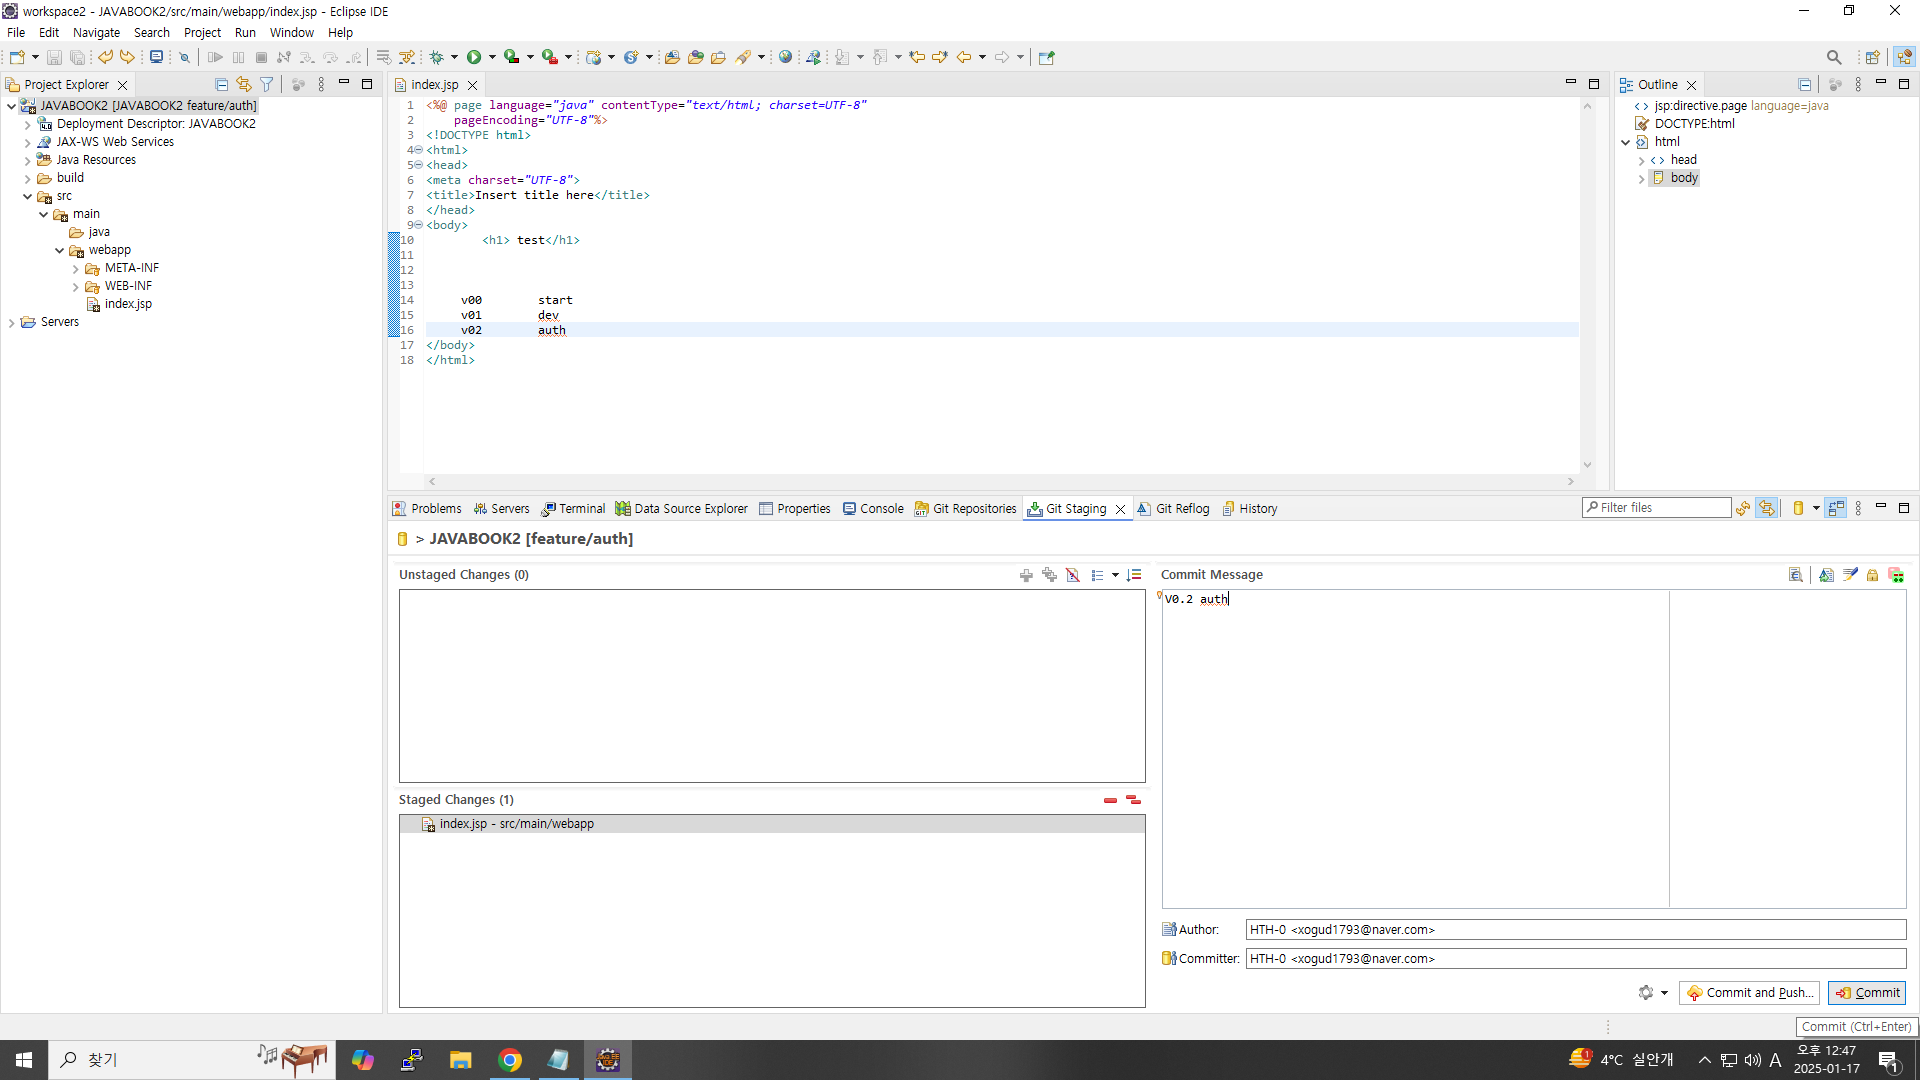 workspace2 - JAVABOOK2/src/main/webapp/index.jsp - Eclipse IDE
File Edit Navigate Search Project Run Window Help
Project Explorer
JAVABOOK2 [JAVABOOK2 feature/auth]
Deployment Descriptor: JAVABOOK2
JAX-WS Web Services
Java Resources
build
src
main
java
webapp
META-INF
WEB-INF
index.jsp
Servers
index.jsp
1 <%@ page language="java" contentType="text/html; charset=UTF-8"
2 pageEncoding="UTF-8"%>
3 <!DOCTYPE html>
4 <html>
5 <head>
6 <meta charset="UTF-8">
7 <title>Insert title here</title>
8 </head>
9 <body>
10 <h1> test</h1>
11
12
13
14 v00 start
15 v01 dev
16 v02 auth
17 </body>
18 </html>
Outline
jsp:directive.page language=java
DOCTYPE:html
html
head
body
Problems Servers Terminal Data Source Explorer Properties Console Git Repositories Git Staging Git Reflog History
Filter files
> JAVABOOK2 [feature/auth]
Unstaged Changes (0)
Staged Changes (1)
index.jsp - src/main/webapp
Commit Message
V0.2 auth
Author: HTH-0 <xogud1793@naver.com>
Committer: HTH-0 <xogud1793@naver.com>
Commit and Push... Commit
Commit (Ctrl+Enter)
찾기
1 4°C 실안개
A
오후 12:47
2025-01-17
1